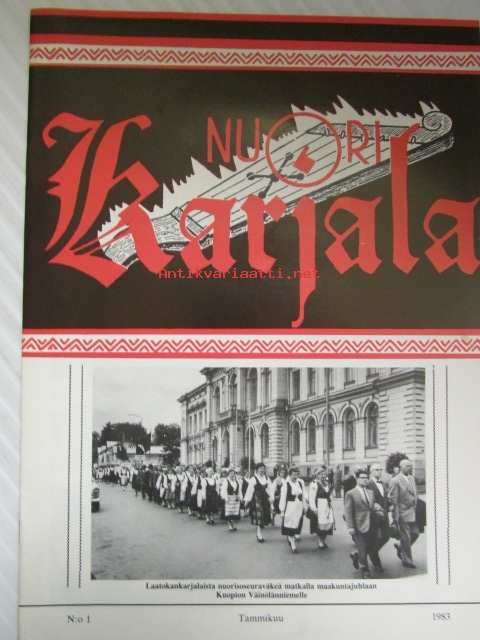 NUORI
Karjala
Antikvariaatti.net
Laatokankarjalaista nuorisoseuraväkeä matkalla maakuntajuhlaan
Kuopion Väinölänniemelle
N:o 1 Tammikuu 1983